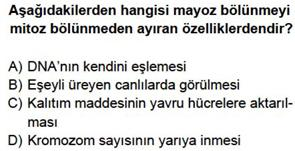 Aşağıdakilerden hangisi mayoz bölünmeyi
mitoz bölünmeden ayıran özelliklerdendir?
A) DNA'nın kendini eşlemesi
B) Eşeyli üreyen canlılarda görülmesi
C) Kalıtım maddesinin yavru hücrelere aktarıl-
ması
D) Kromozom sayısının yarıya inmesi